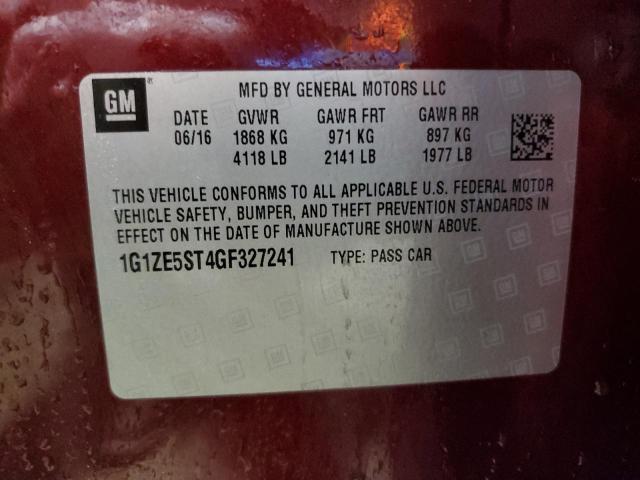 GM
MFD BY GENERAL MOTORS LLC
DATE GVWR GAWR FRT GAWR RR
06/16 1868 KG 971 KG 897 KG
4118 LB 2141 LB 1977 LB
THIS VEHICLE CONFORMS TO ALL APPLICABLE U.S. FEDERAL MOTOR
VEHICLE SAFETY, BUMPER, AND THEFT PREVENTION STANDARDS IN
EFFECT ON THE DATE OF MANUFACTURE SHOWN ABOVE.
1G1ZE5ST4GF327241 TYPE: PASS CAR